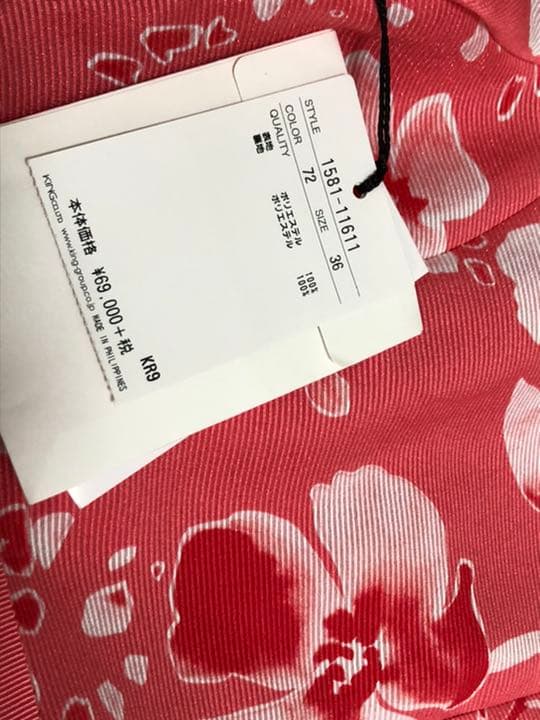 STYLE 1581-11611
COLOR 72 SIZE 36
QUALITY
表地 ポリエステル 100%
裏地 ポリエステル 100%
本体価格 ¥69,000+税 KR9
KING CO.,LTD www.king-group.co.jp MADE IN PHILIPPINES